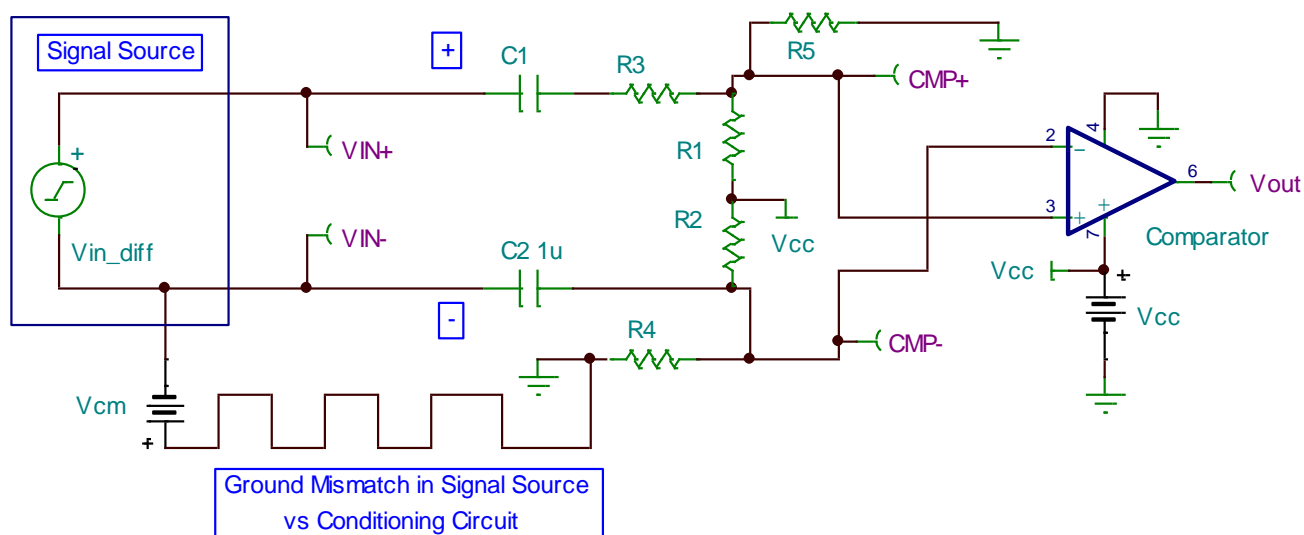 Signal Source
+
C1
R3
R5
CMP+
VIN+
R1
2
4
-
6
Vout
+
3
+
+
7
Comparator
VIN-
Vin_diff
C2 1u
R2
Vcc
Vcc
+
Vcc
-
R4
CMP-
Vcm
+
Ground Mismatch in Signal Source
vs Conditioning Circuit